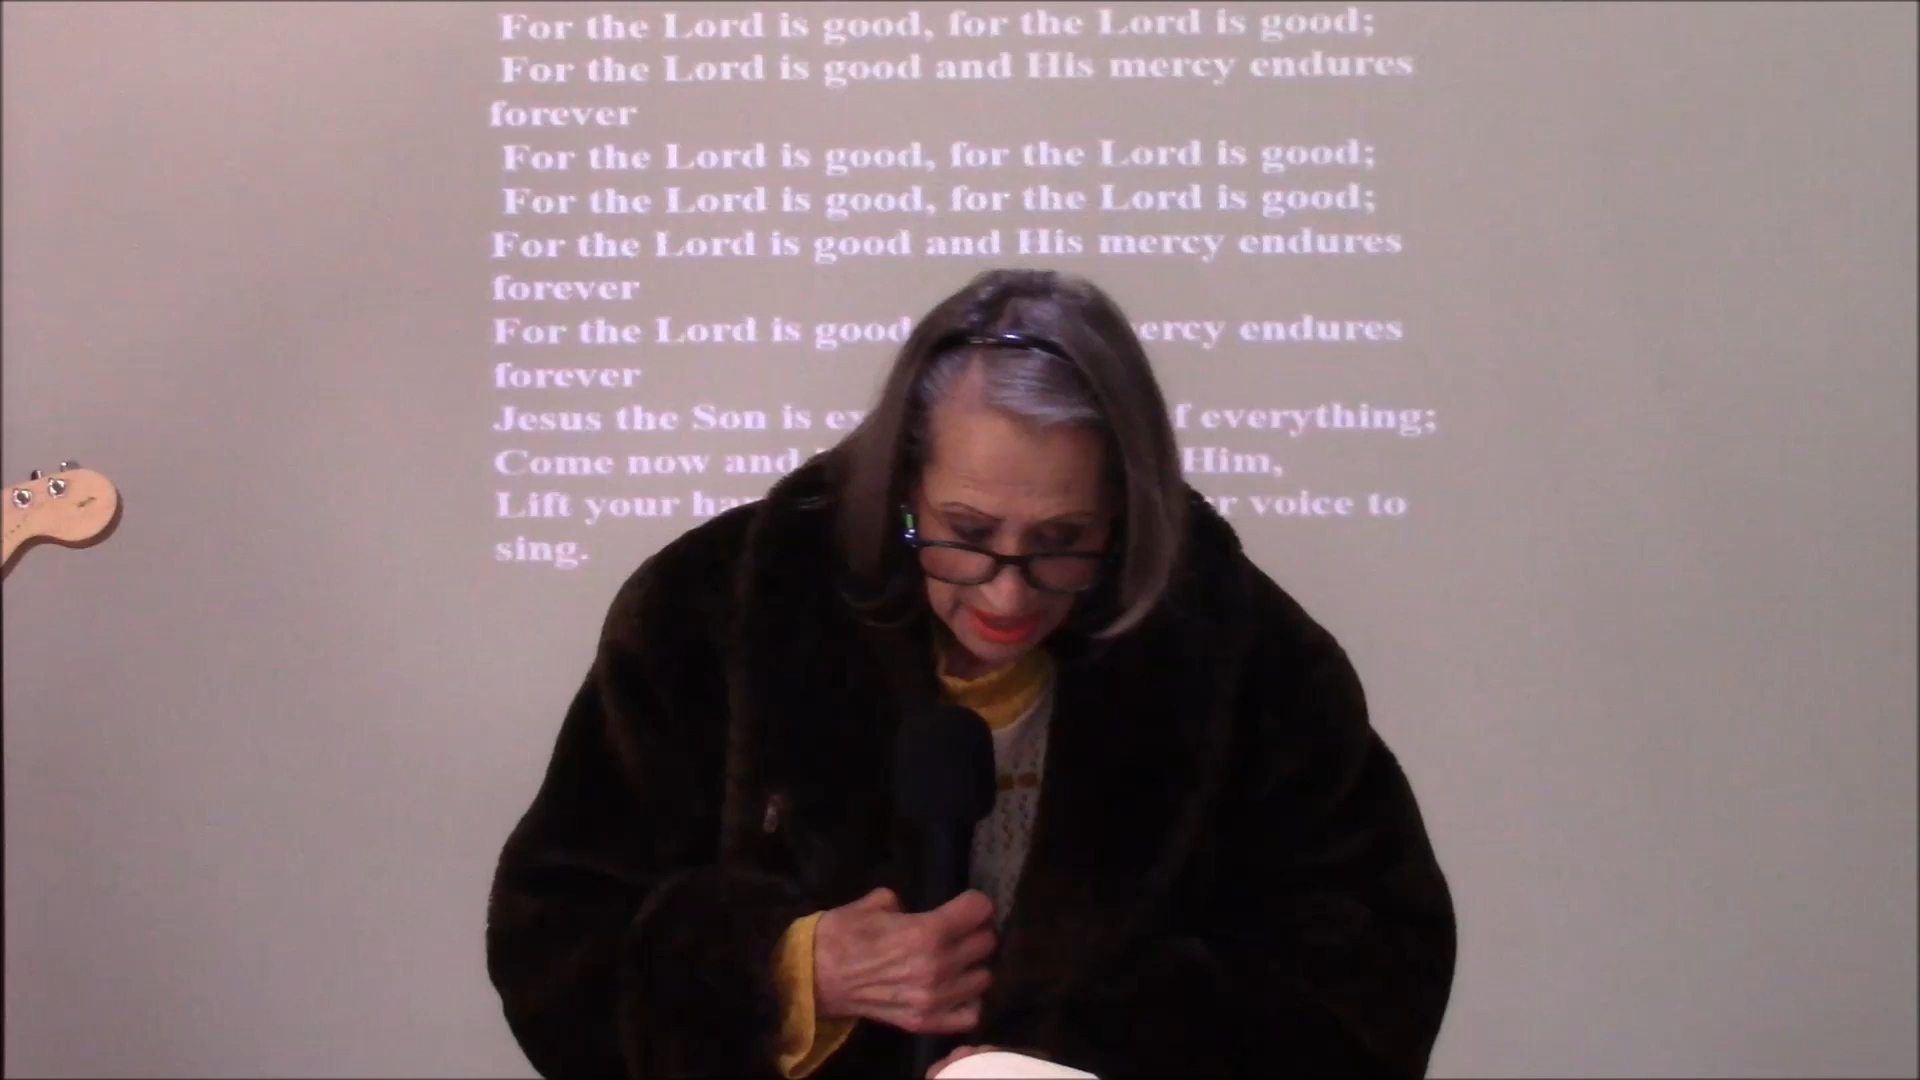 For the Lord is good, for the Lord is good;
For the Lord is good and His mercy endures
forever
For the Lord is good, for the Lord is good;
For the Lord is good, for the Lord is good;
For the Lord is good and His mercy endures
forever
For the Lord is good mercy endures
forever
Jesus the Son is everything;
Come now and Him,
Lift your voice to
sing.